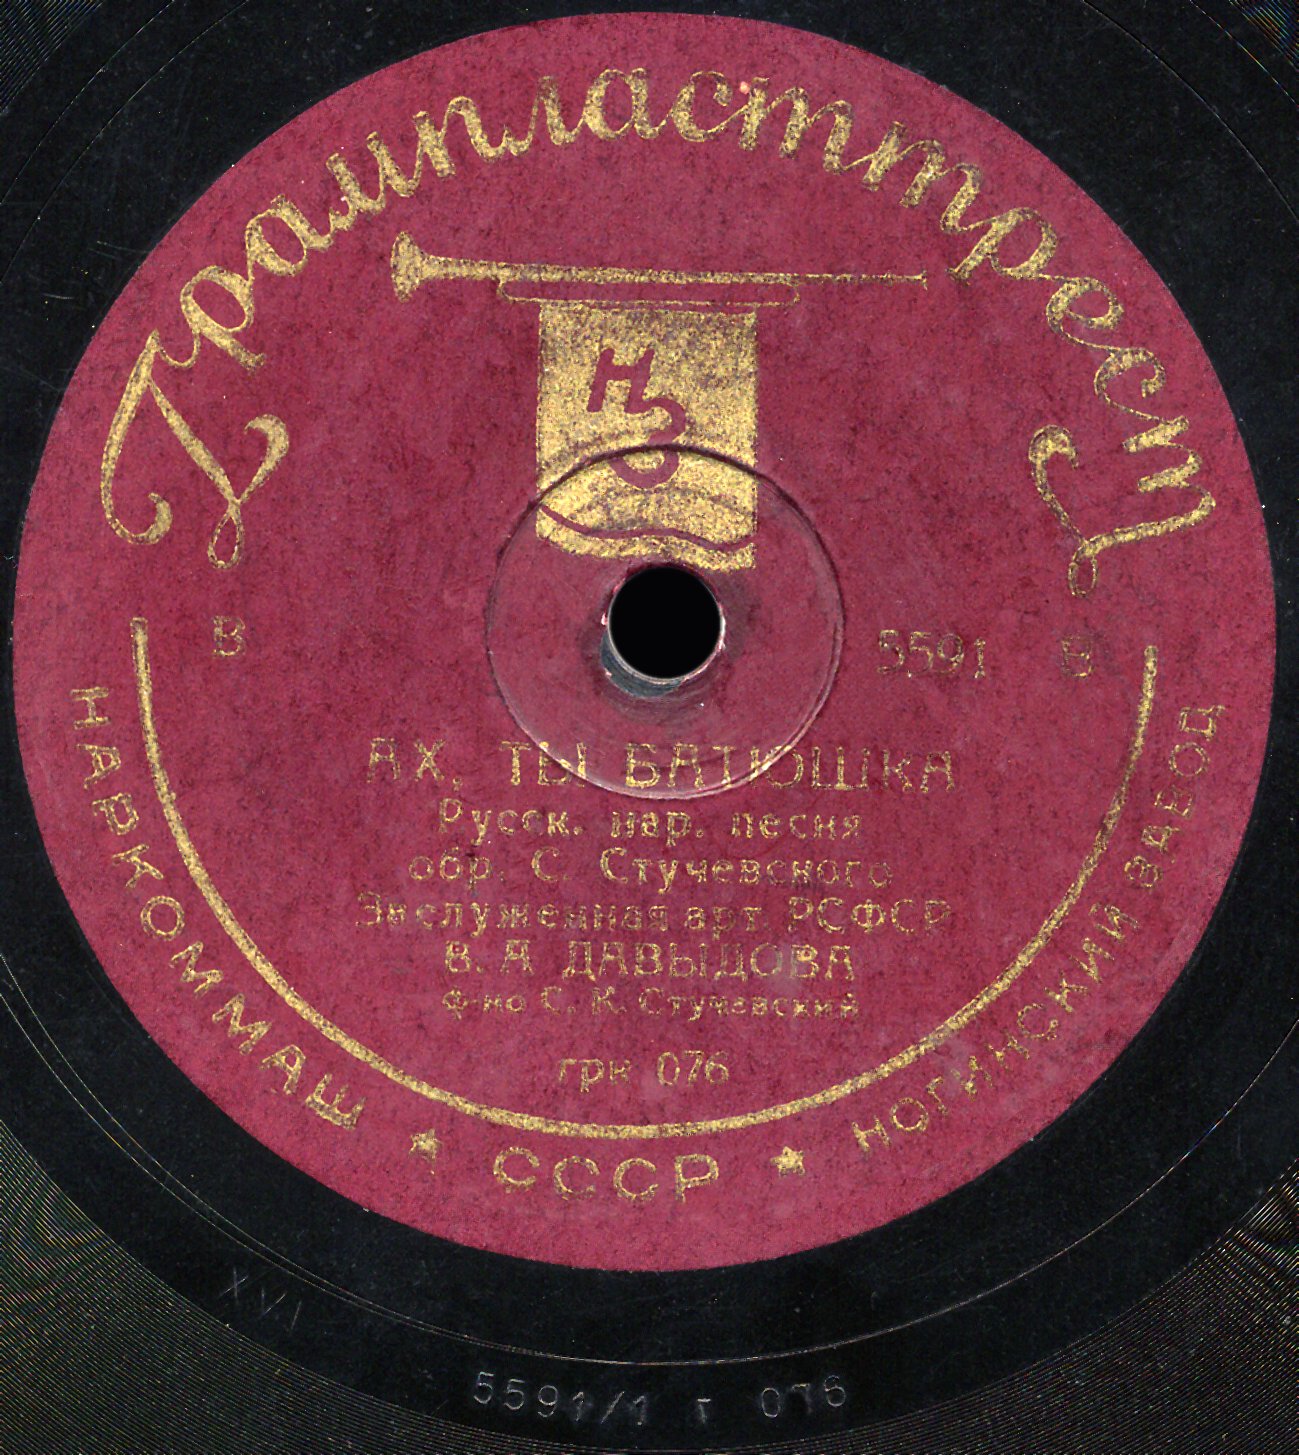 Грампласттрест
НЗ
В 5591 В
АХ, ТЫ БАТЮШКА
Русск. нар. песня
обр. С. Стучевского
Заслуженная арт. РСФСР
В. А ДАВЫДОВА
ф-но С. К. Стучевский
грк 076
НАРКОММАШ ★ СССР ★ НОГИНСКИЙ ЗАВОД
XVI
5591/1 г 076